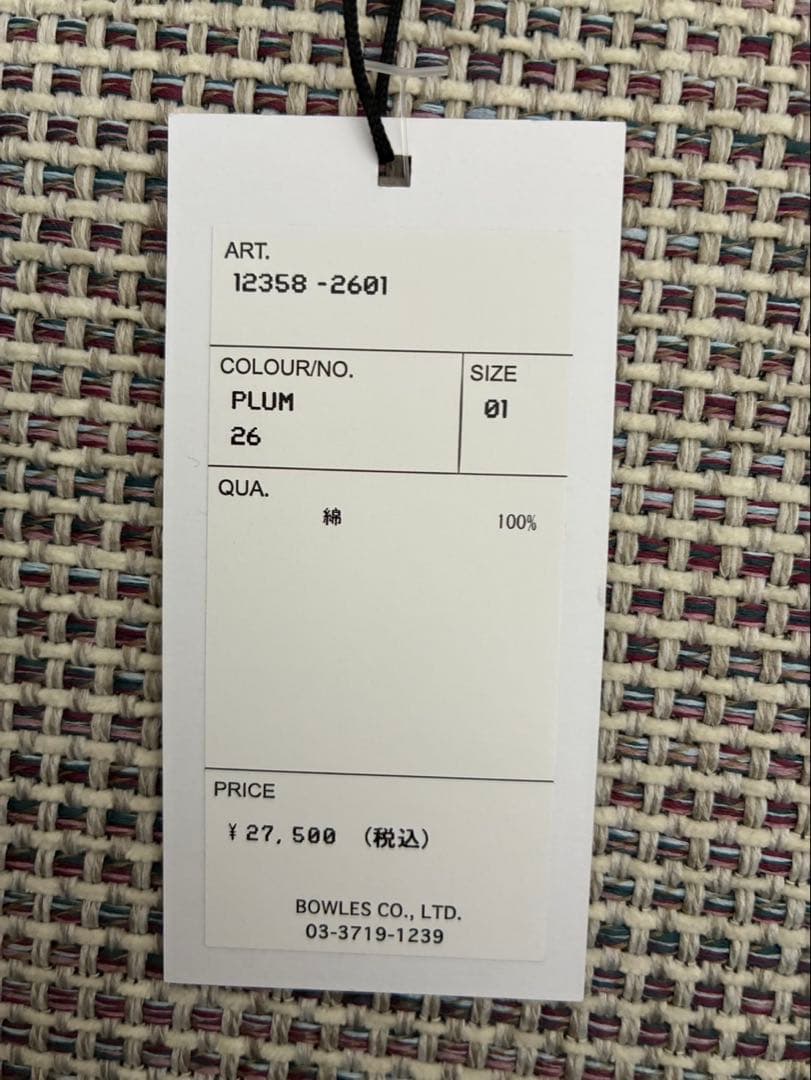 ART.
12358 -2601
COLOUR/NO.
PLUM
26
SIZE
01
QUA.
綿 100%
PRICE
¥27,500 (税込)
BOWLES CO., LTD.
03-3719-1239